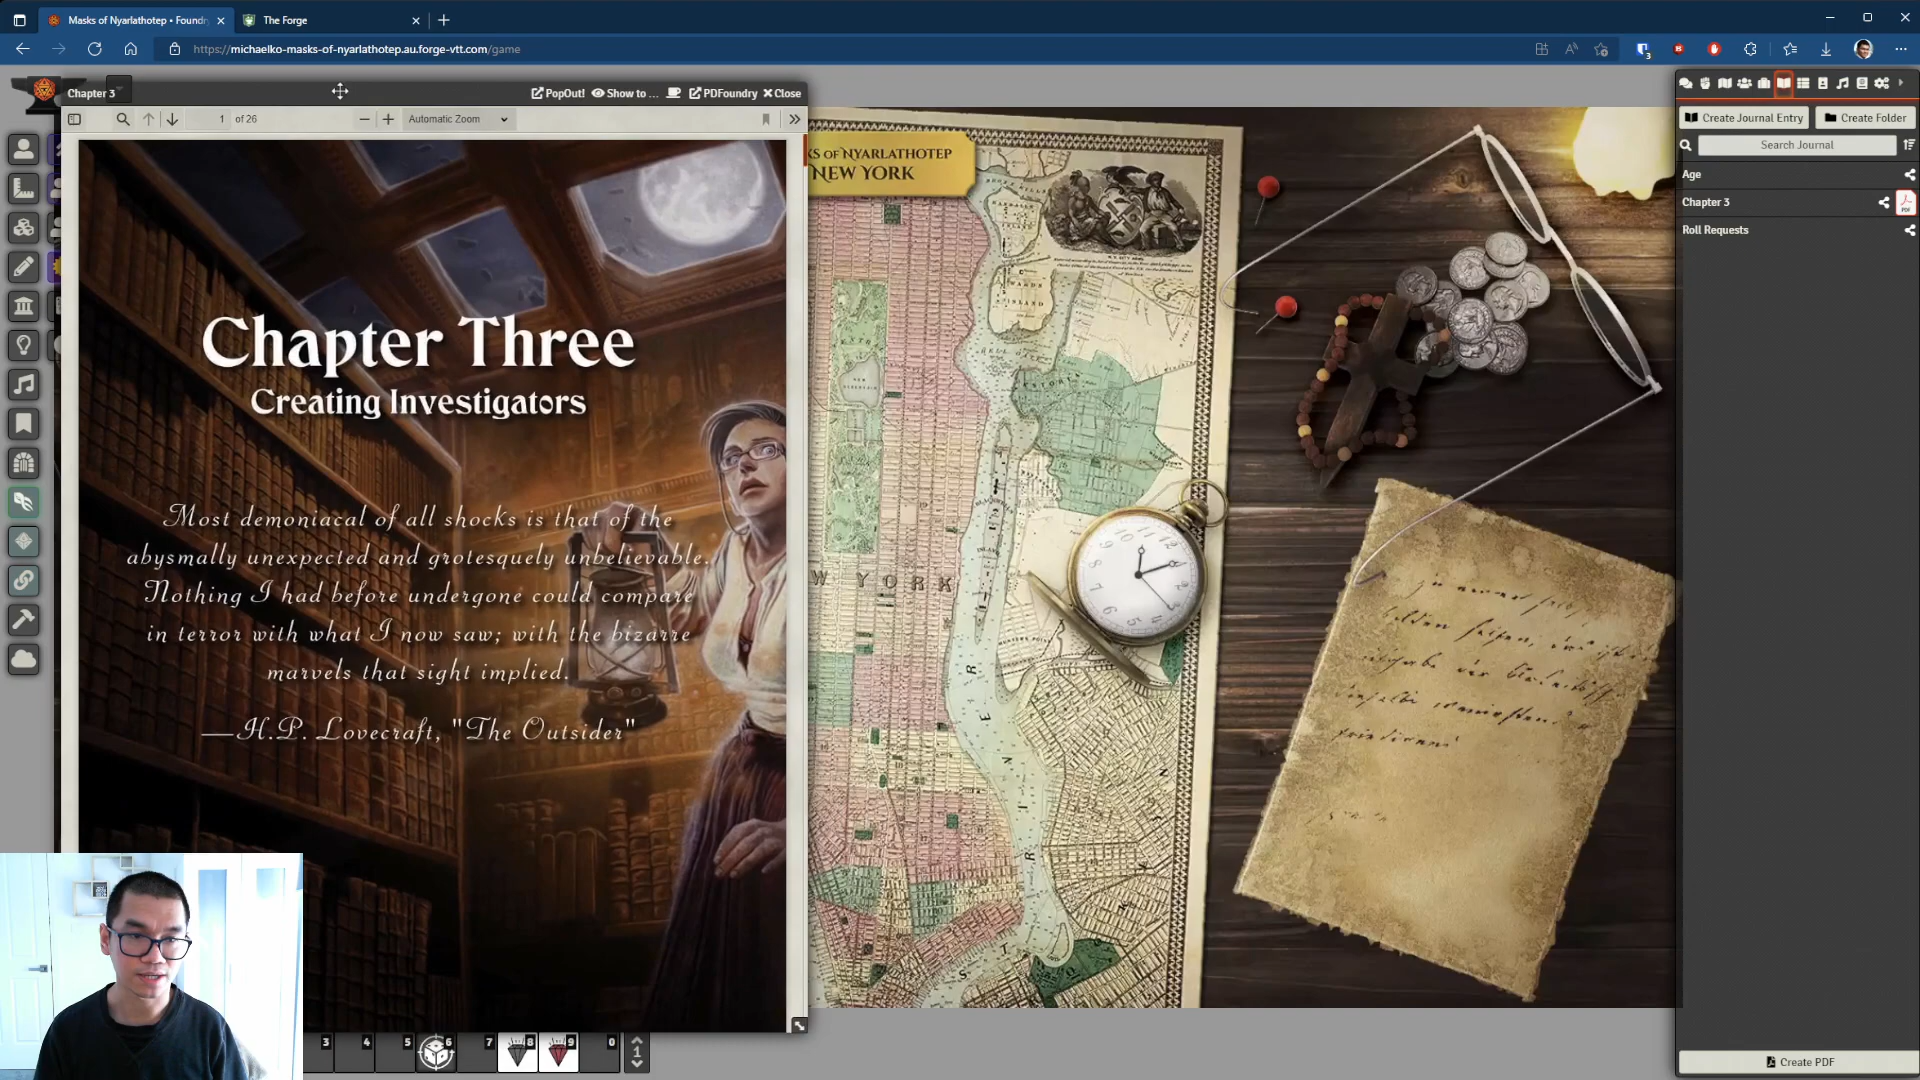 Masks of Nyarlathotep • Foundr
The Forge
https://michaelko-masks-of-nyarlathotep.au.forge-vtt.com/game
Chapter 3
PopOut!
Show to ...
PDFoundry
Close
1
of 26
Automatic Zoom
Chapter Three
Creating Investigators
Most demoniacal of all shocks is that of the
abysmally unexpected and grotesquely unbelievable.
Nothing I had before undergone could compare
in terror with what I now saw; with the bizarre
marvels that sight implied.
—H.P. Lovecraft, "The Outsider"
KS OF NYARLATHOTEP
NEW YORK
W YORK
Create Journal Entry
Create Folder
Search Journal
Age
Chapter 3
PDF
Roll Requests
3 4 5 6 7 8 9 0
1
Create PDF